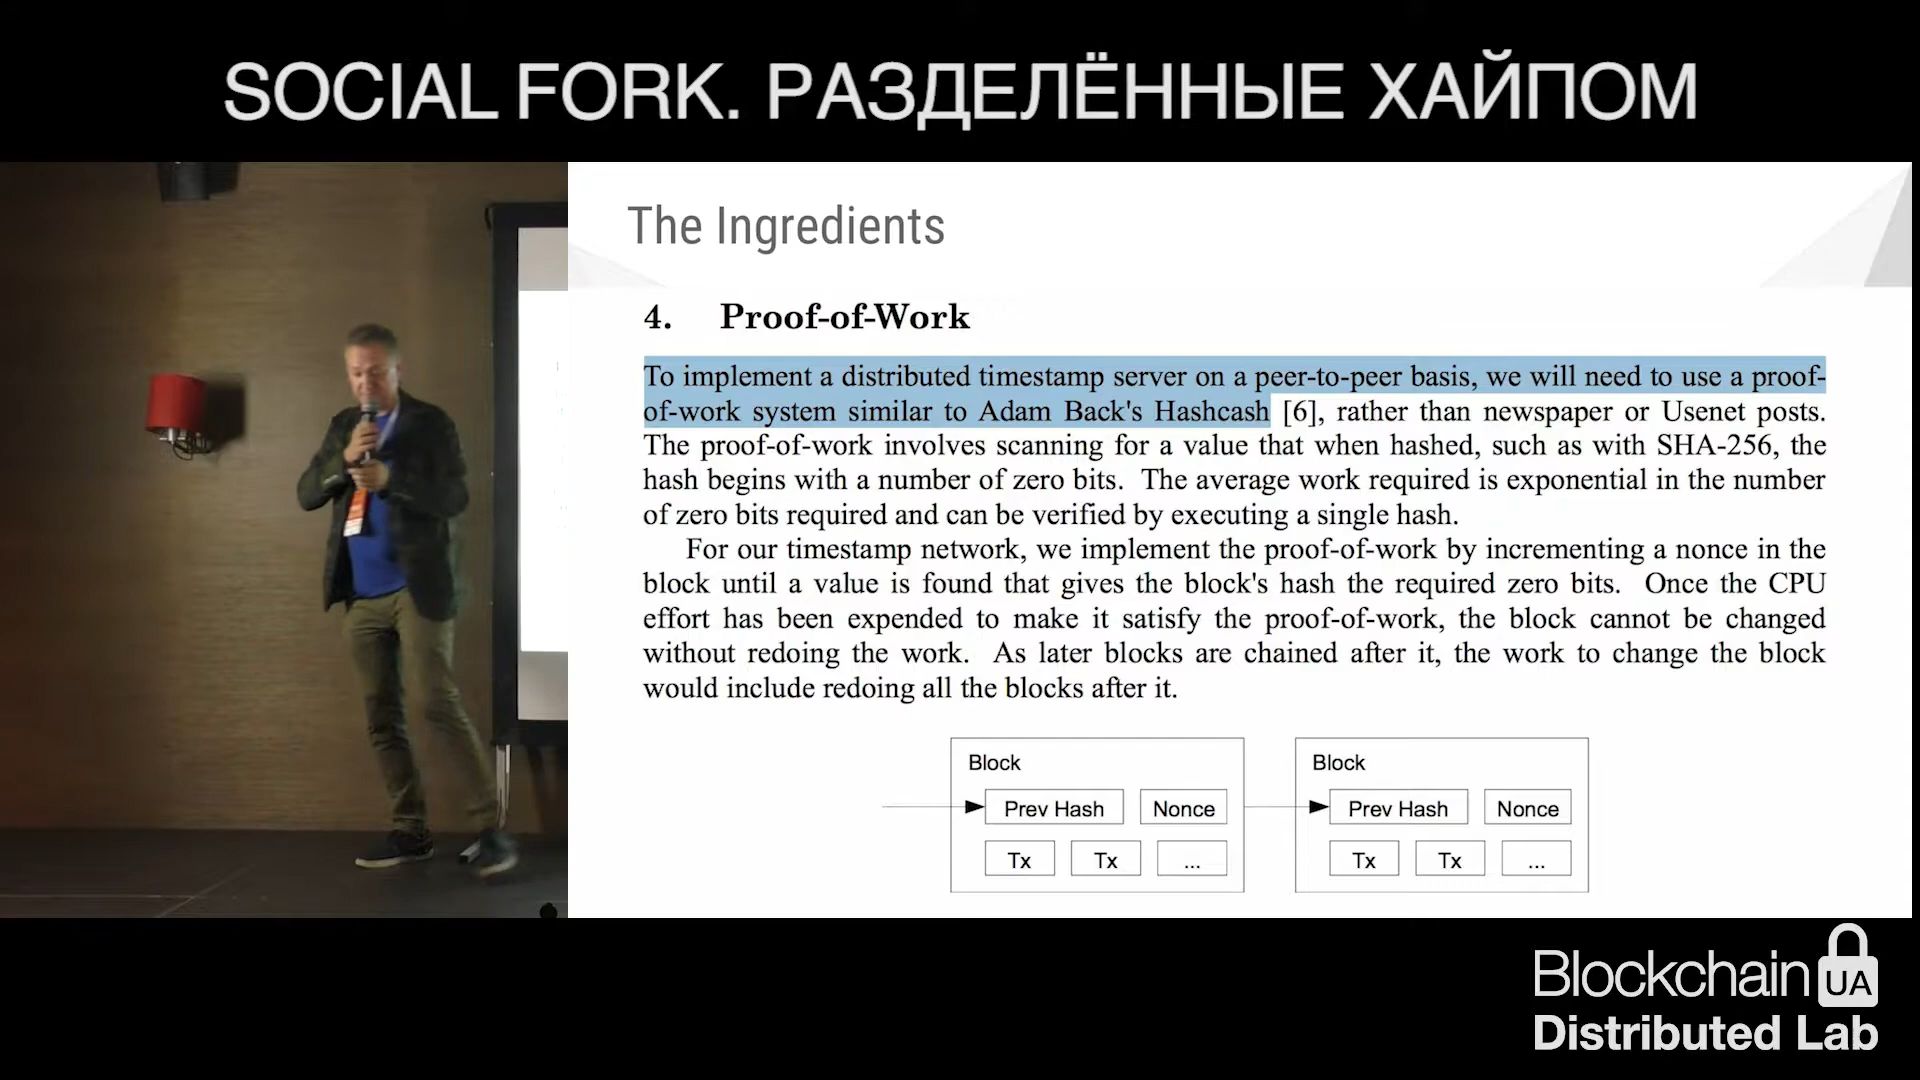 SOCIAL FORK. РАЗДЕЛЁННЫЕ ХАЙПОМ
The Ingredients
4. Proof-of-Work
To implement a distributed timestamp server on a peer-to-peer basis, we will need to use a proof-
of-work system similar to Adam Back's Hashcash [6], rather than newspaper or Usenet posts.
The proof-of-work involves scanning for a value that when hashed, such as with SHA-256, the
hash begins with a number of zero bits. The average work required is exponential in the number
of zero bits required and can be verified by executing a single hash.
For our timestamp network, we implement the proof-of-work by incrementing a nonce in the
block until a value is found that gives the block's hash the required zero bits. Once the CPU
effort has been expended to make it satisfy the proof-of-work, the block cannot be changed
without redoing the work. As later blocks are chained after it, the work to change the block
would include redoing all the blocks after it.
Block
Prev Hash Nonce
Tx Tx ...
Block
Prev Hash Nonce
Tx Tx ...
Blockchain UA
Distributed Lab